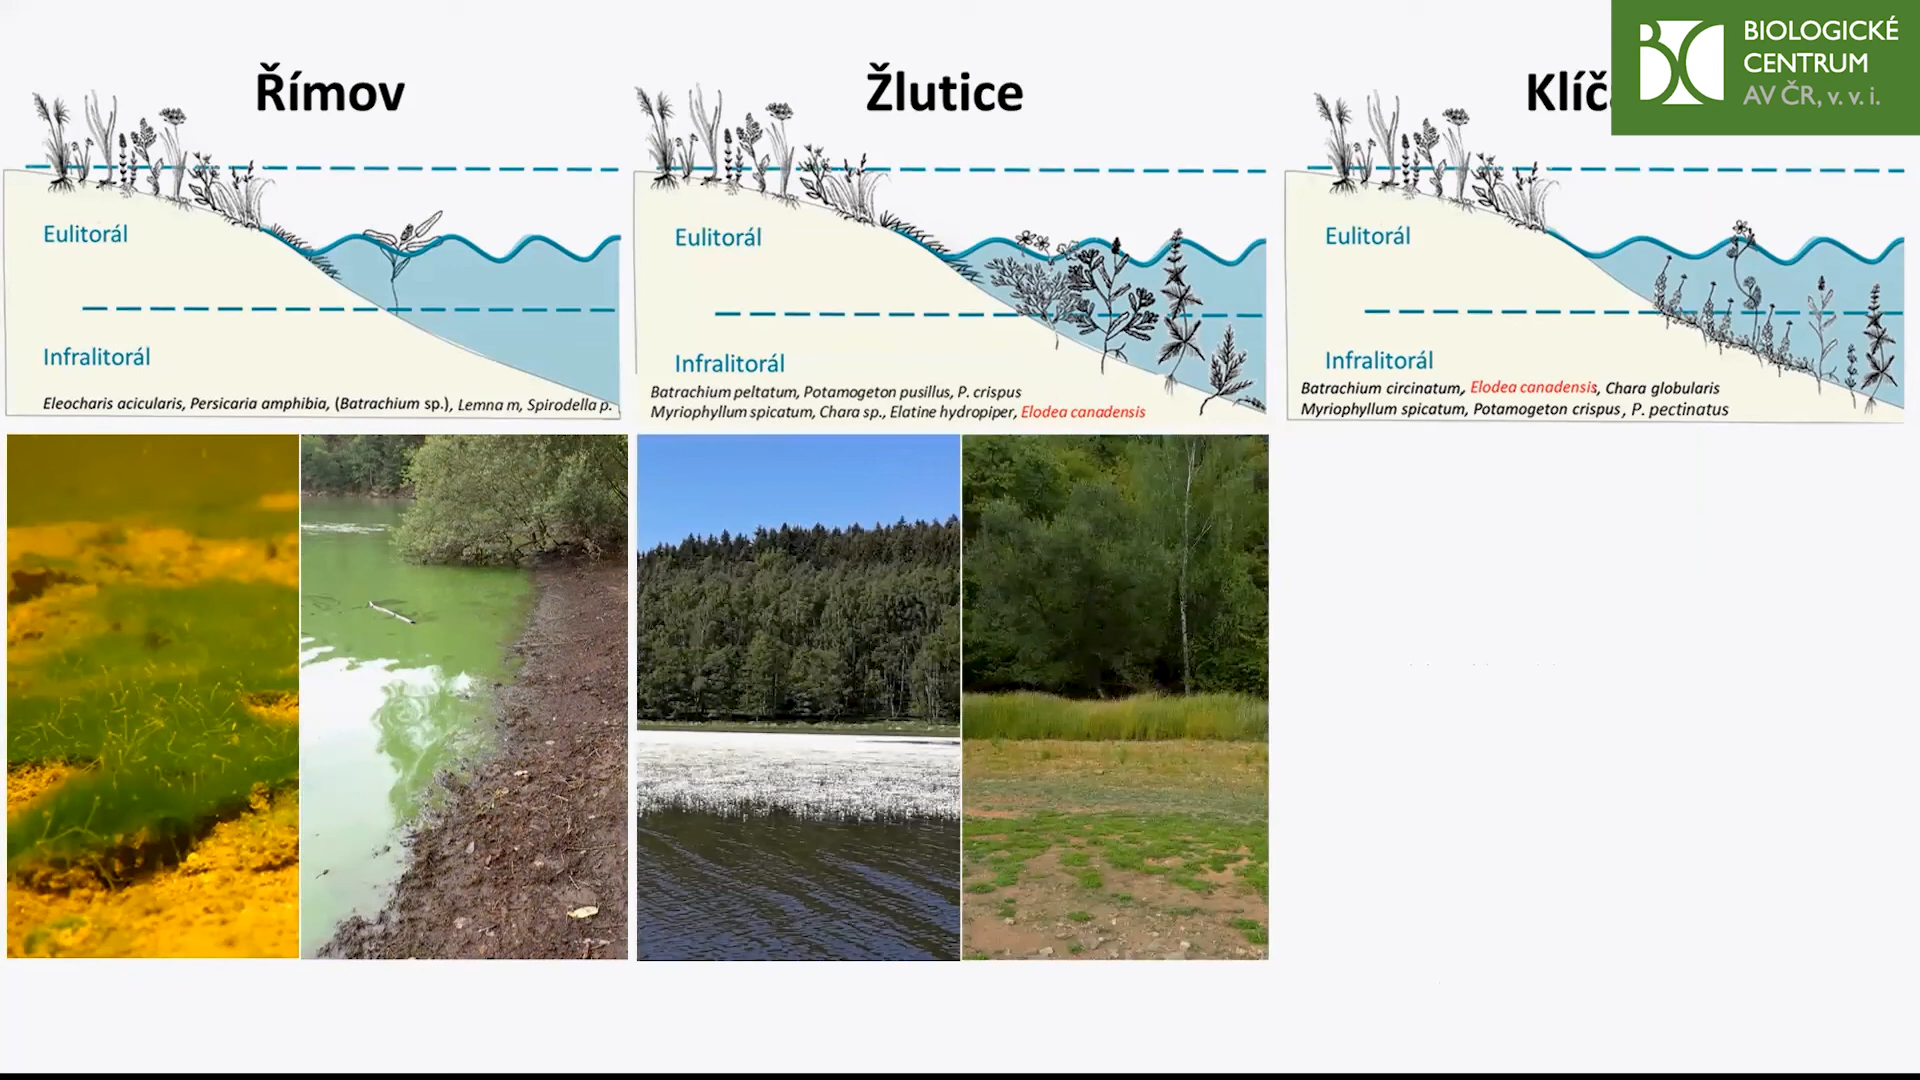 Římov
Eulitorál
Infralitorál
Eleocharis acicularis, Persicaria amphibia, (Batrachium sp.), Lemna m, Spirodella p.
Žlutice
Eulitorál
Infralitorál
Batrachium peltatum, Potamogeton pusillus, P. crispus
Myriophyllum spicatum, Chara sp., Elatine hydropiper, Elodea canadensis
Eulitorál
Infralitorál
Batrachium circinatum, Elodea canadensis, Chara globularis
Myriophyllum spicatum, Potamogeton crispus, P. pectinatus
BIOLOGICKÉ
CENTRUM
AV ČR, v. v. i.